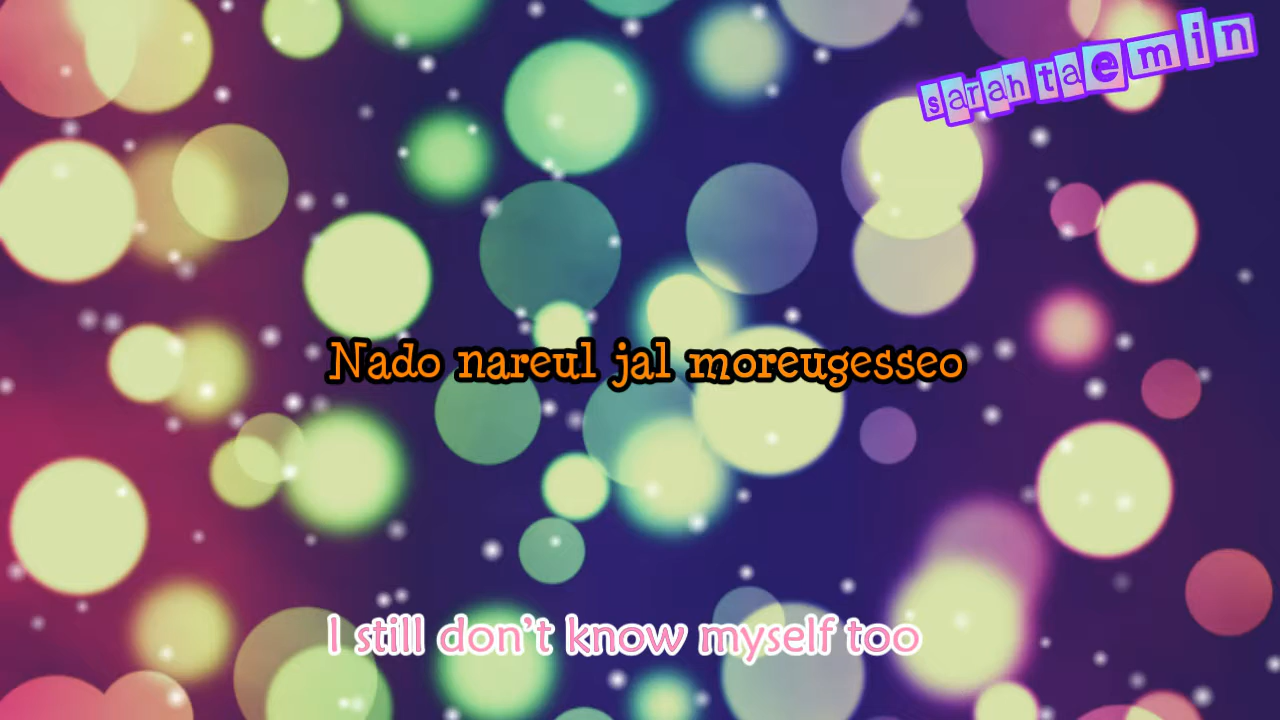 sarahtaemin
Nado nareul jal moreugesseo
I still don't know myself too